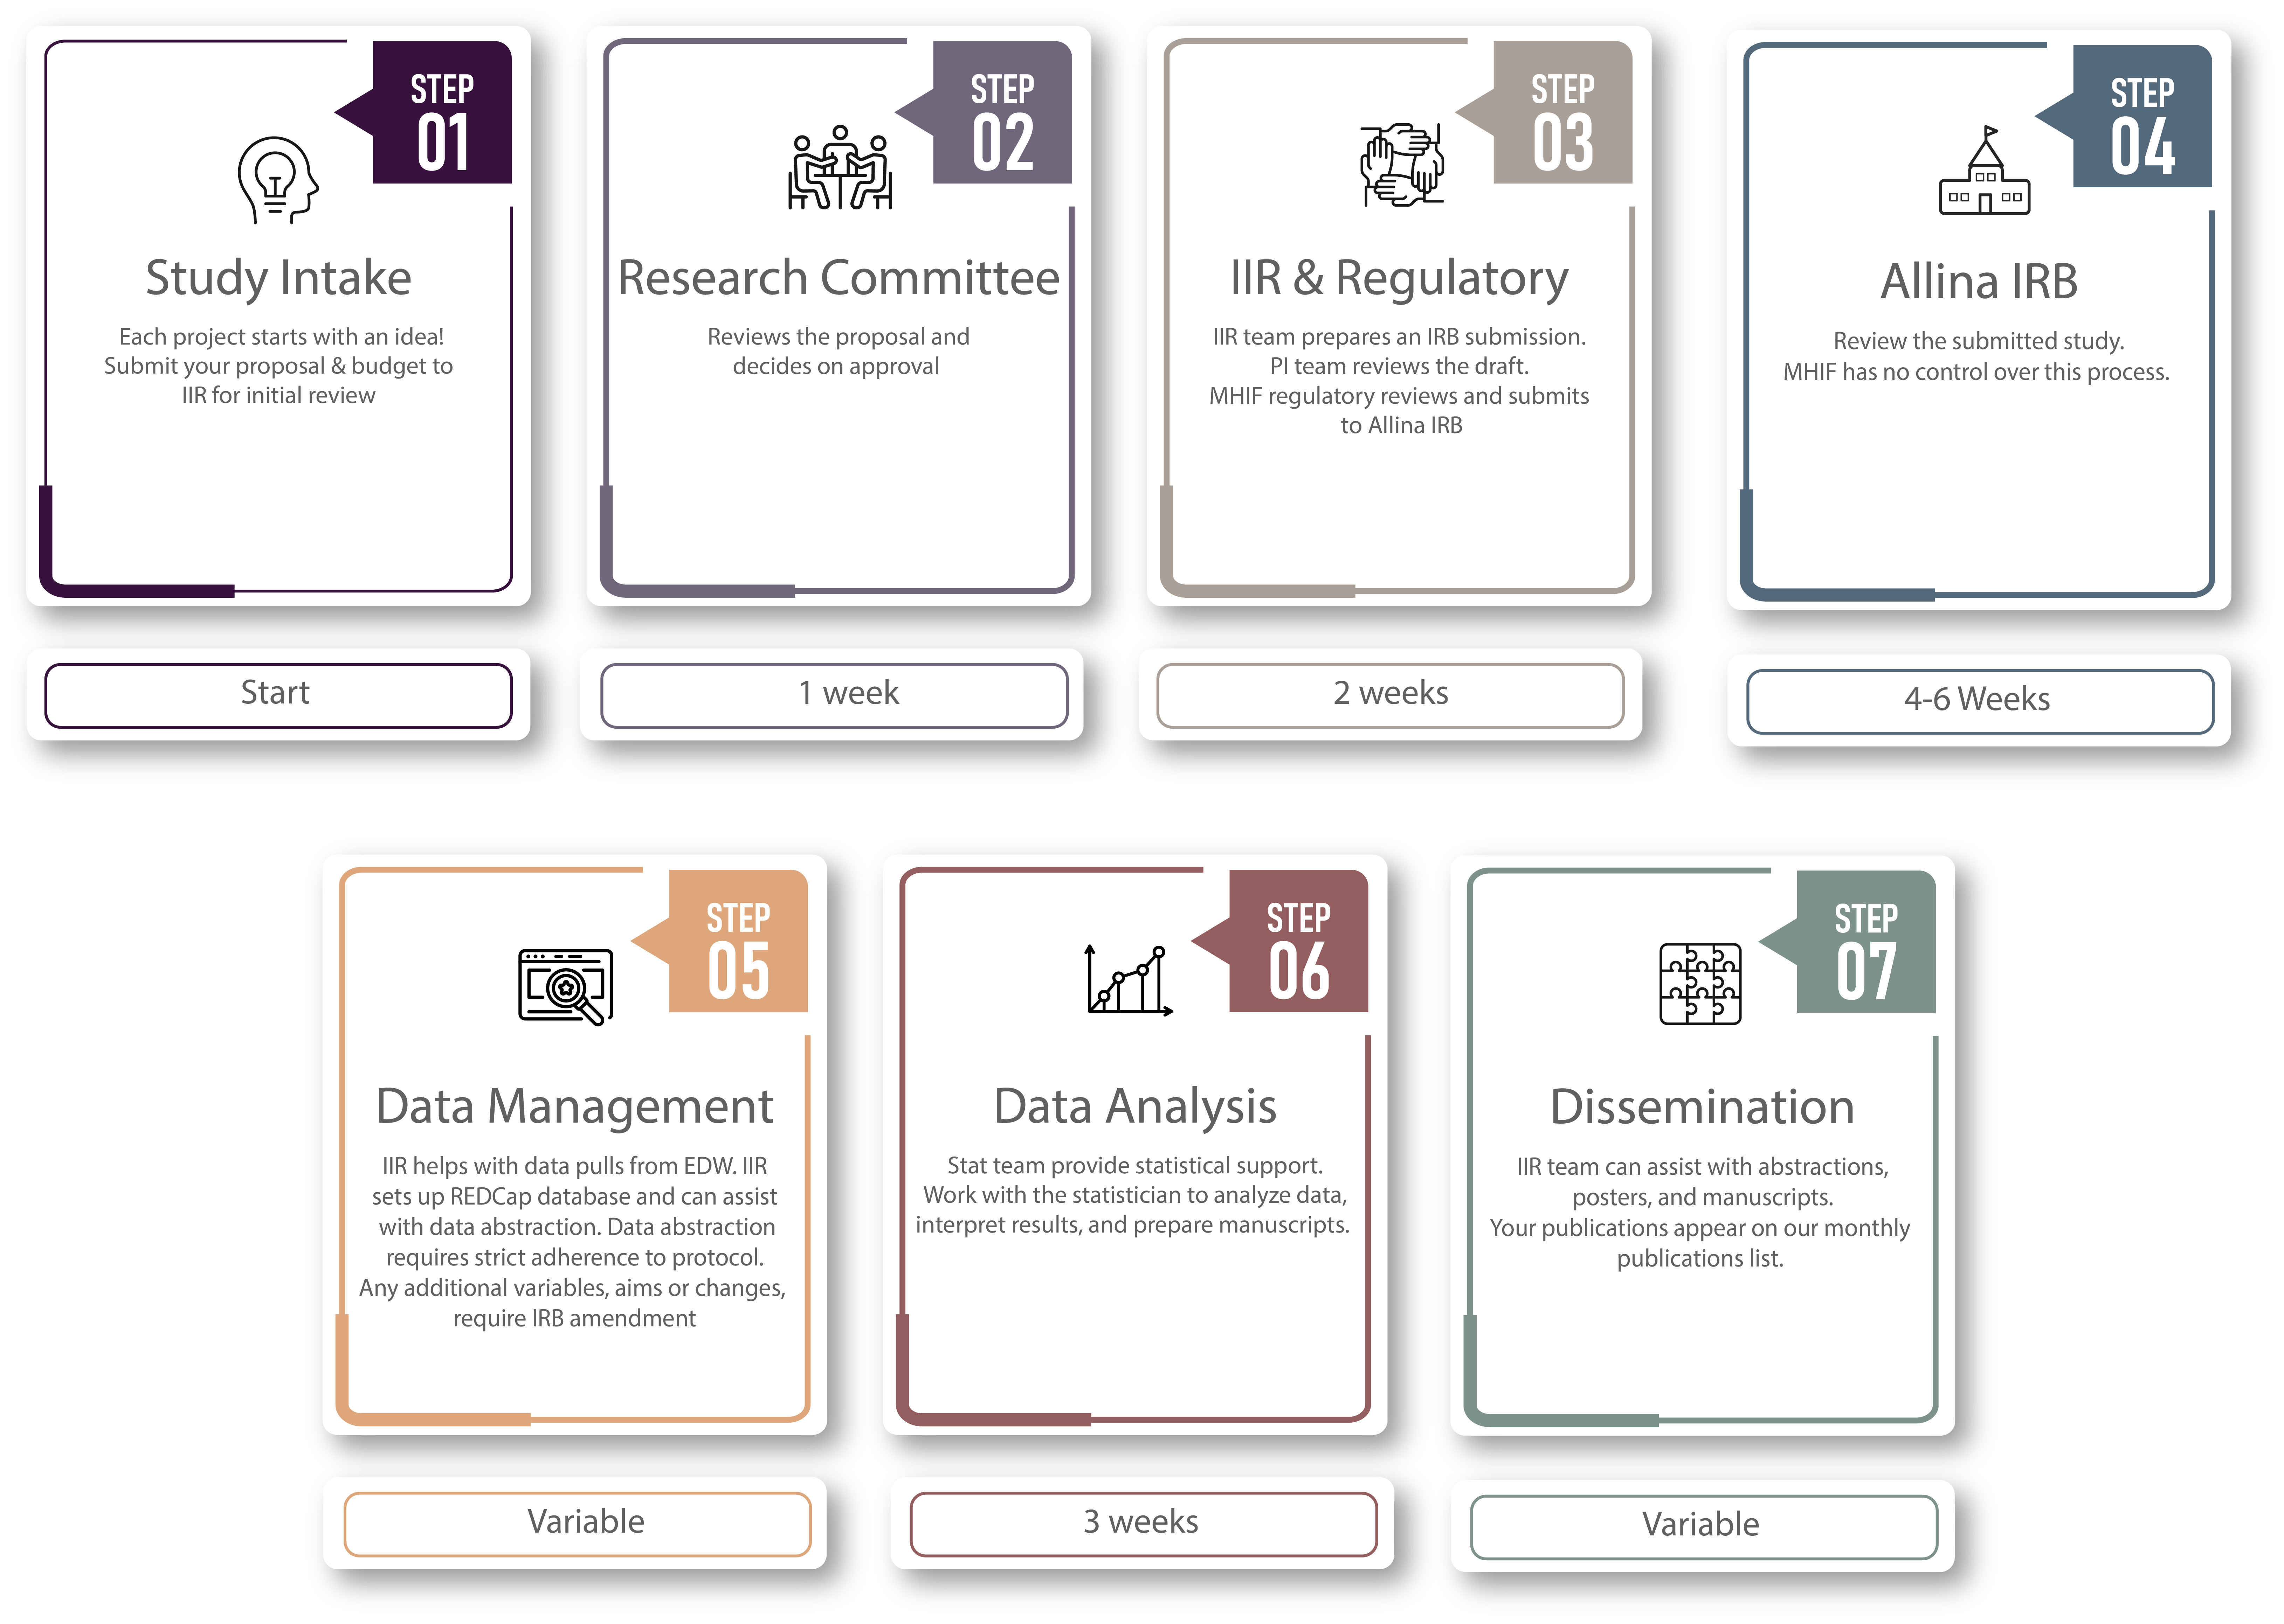 STEP
01
Study Intake
Each project starts with an idea!
Submit your proposal & budget to
IIR for initial review
Start
STEP
02
Research Committee
Reviews the proposal and
decides on approval
1 week
STEP
03
IIR & Regulatory
IIR team prepares an IRB submission.
PI team reviews the draft.
MHIF regulatory reviews and submits
to Allina IRB
2 weeks
STEP
04
Allina IRB
Review the submitted study.
MHIF has no control over this process.
4-6 Weeks
STEP
05
Data Management
IIR helps with data pulls from EDW. IIR
sets up REDCap database and can assist
with data abstraction. Data abstraction
requires strict adherence to protocol.
Any additional variables, aims or changes,
require IRB amendment
Variable
STEP
06
Data Analysis
Stat team provide statistical support.
Work with the statistician to analyze data,
interpret results, and prepare manuscripts.
3 weeks
STEP
07
Dissemination
IIR team can assist with abstractions,
posters, and manuscripts.
Your publications appear on our monthly
publications list.
Variable